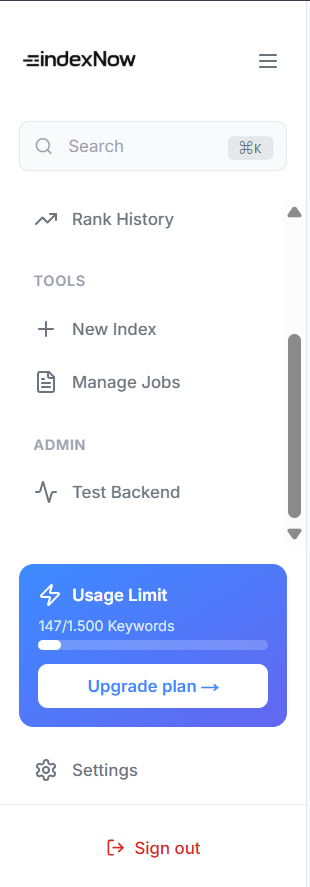 indexNow
Search ⌘K
Rank History
TOOLS
New Index
Manage Jobs
ADMIN
Test Backend
Usage Limit
147/1.500 Keywords
Upgrade plan →
Settings
Sign out